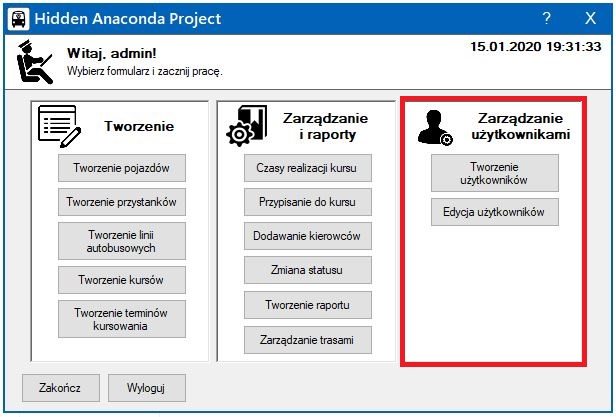 Hidden Anaconda Project
? X
Witaj, admin!
Wybierz formularz i zacznij pracę.
15.01.2020 19:31:33
Tworzenie
Tworzenie pojazdów
Tworzenie przystanków
Tworzenie linii
autobusowych
Tworzenie kursów
Tworzenie terminów
kursowania
Zarządzanie
i raporty
Czasy realizacji kursu
Przypisanie do kursu
Dodawanie kierowców
Zmiana statusu
Tworzenie raportu
Zarządzanie trasami
Zarządzanie
użytkownikami
Tworzenie
użytkowników
Edycja użytkowników
Zakończ
Wyloguj